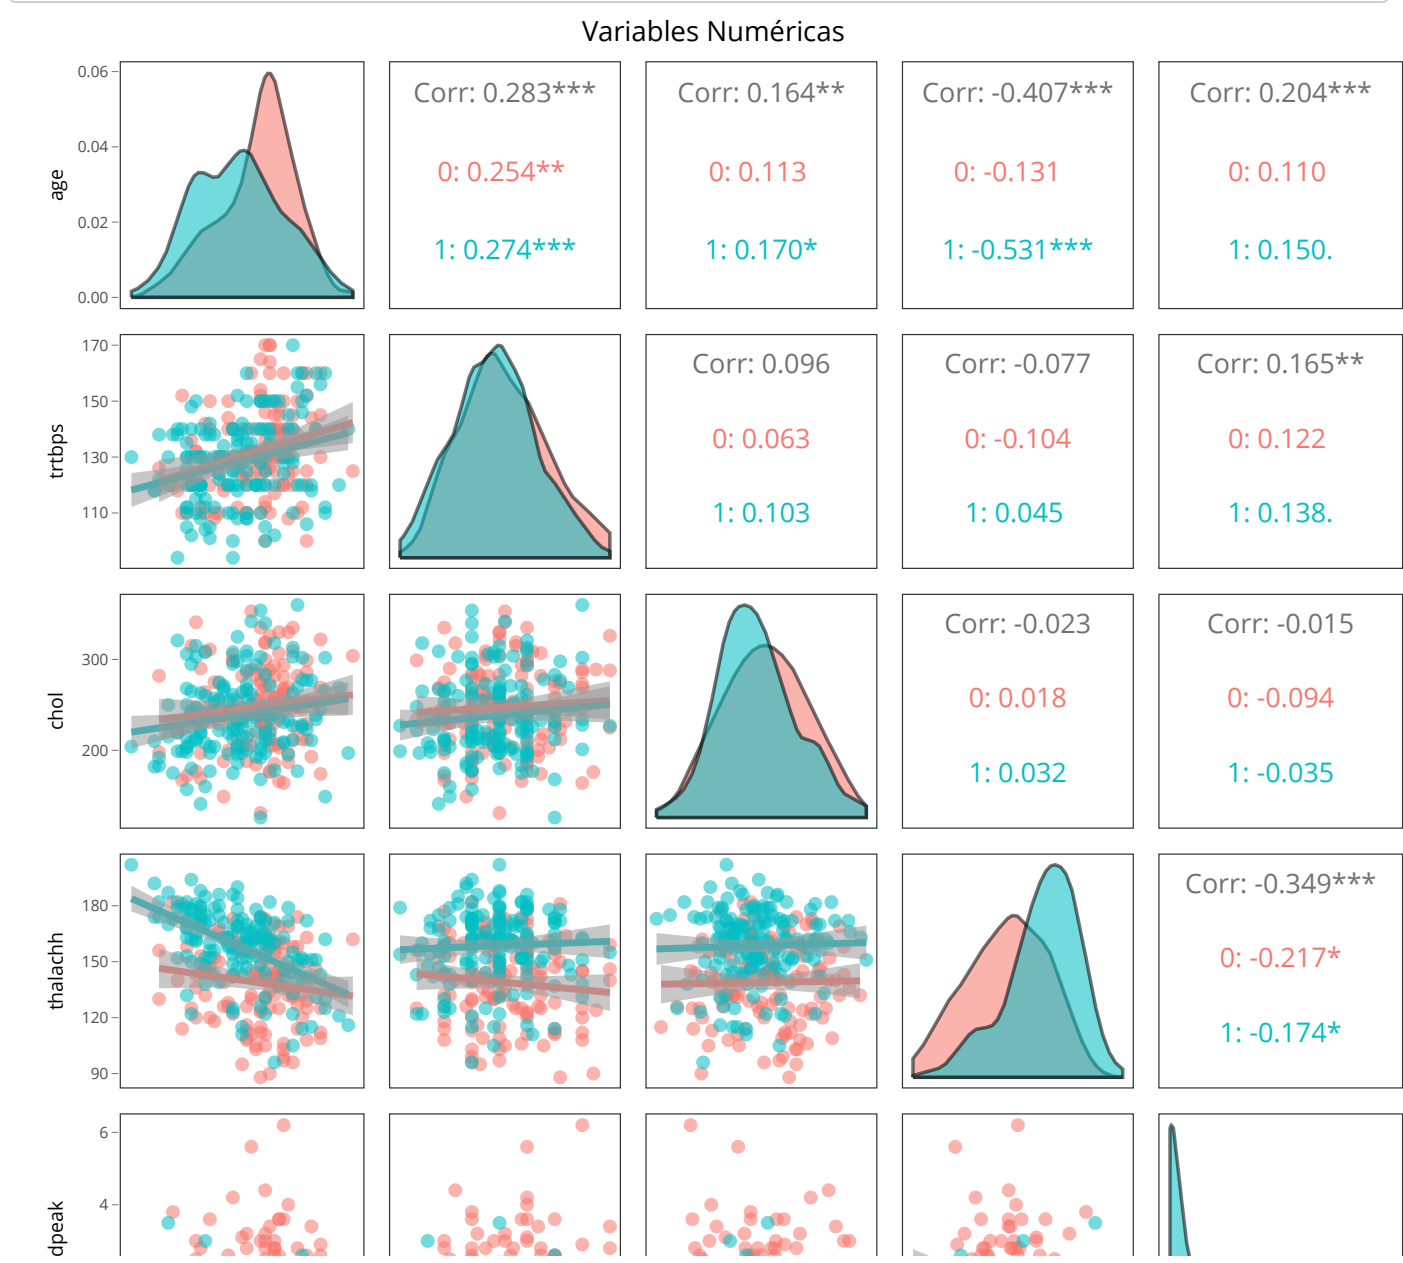 Variables Numéricas
0.06
0.04
0.02
0.00
age
Corr: 0.283***
0: 0.254**
1: 0.274***
Corr: 0.164**
0: 0.113
1: 0.170*
Corr: -0.407***
0: -0.131
1: -0.531***
Corr: 0.204***
0: 0.110
1: 0.150.
170
150
130
110
trtbps
Corr: 0.096
0: 0.063
1: 0.103
Corr: -0.077
0: -0.104
1: 0.045
Corr: 0.165**
0: 0.122
1: 0.138.
300
200
chol
Corr: -0.023
0: 0.018
1: 0.032
Corr: -0.015
0: -0.094
1: -0.035
180
150
120
90
thalachh
Corr: -0.349***
0: -0.217*
1: -0.174*
6
4
dpeak